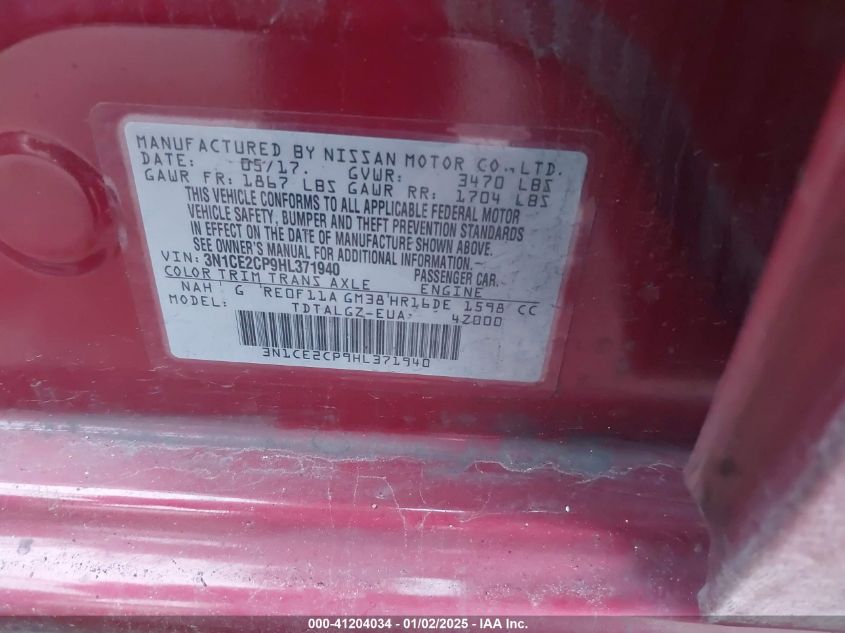 MANUFACTURED BY NISSAN MOTOR CO., LTD.
DATE: 05/17. GVWR: 3470 LBS
GAWR FR: 1867 LBS GAWR RR: 1704 LBS
THIS VEHICLE CONFORMS TO ALL APPLICABLE FEDERAL MOTOR
VEHICLE SAFETY, BUMPER AND THEFT PREVENTION STANDARDS
IN EFFECT ON THE DATE OF MANUFACTURE SHOWN ABOVE.
SEE OWNER'S MANUAL FOR ADDITIONAL INFORMATION.
VIN: 3N1CE2CP9HL371940 PASSENGER CAR
COLOR TRIM TRANS AXLE ENGINE
NAH G RE0F11A GM38 HR16DE 1598 CC
MODEL: TDTALGZ-EUA- 42000
3N1CE2CP9HL371940
000-41204034 - 01/02/2025 - IAA Inc.